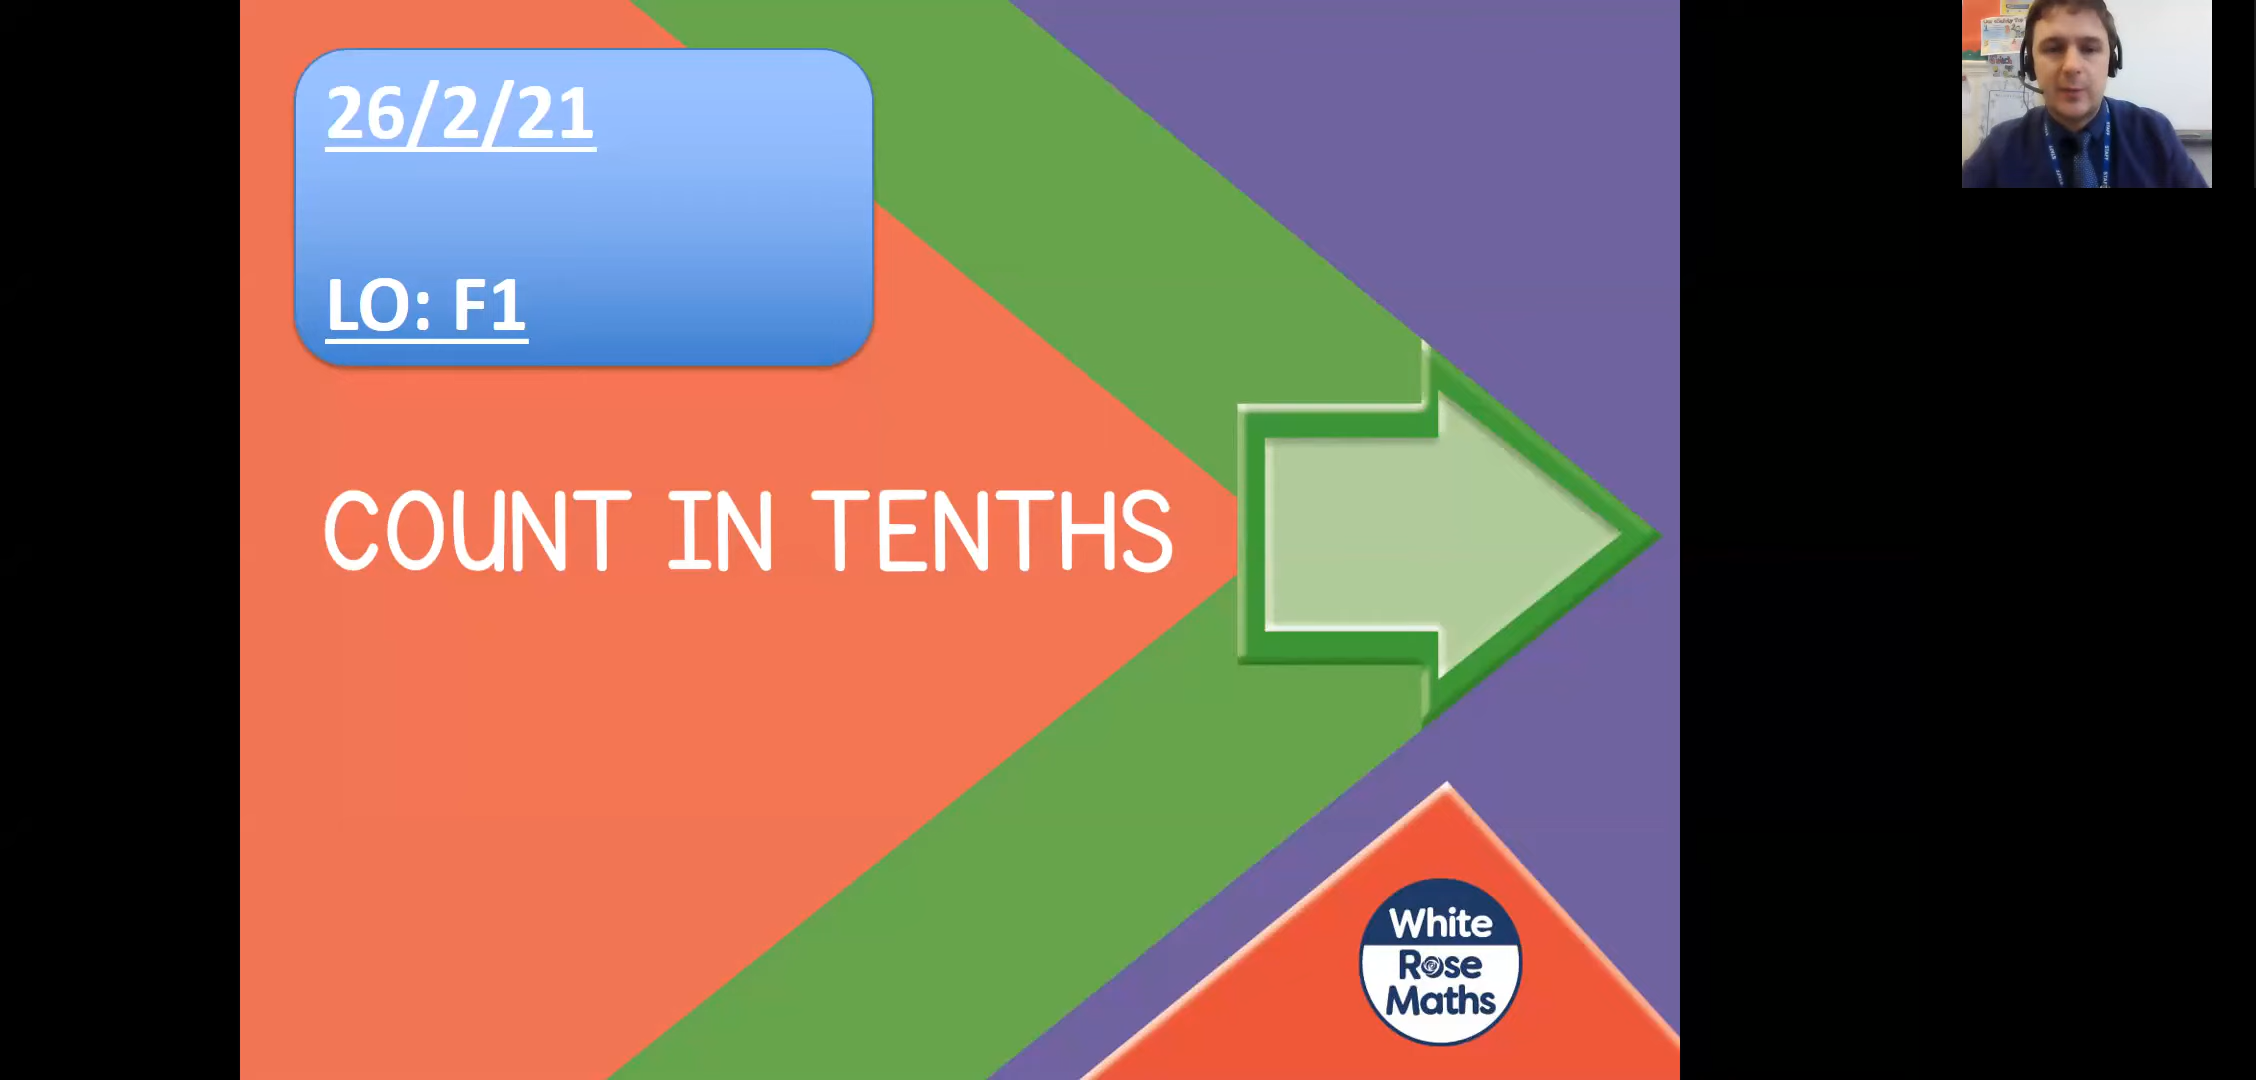 26/2/21
LO: F1
COUNT IN TENTHS
White
Rose
Maths